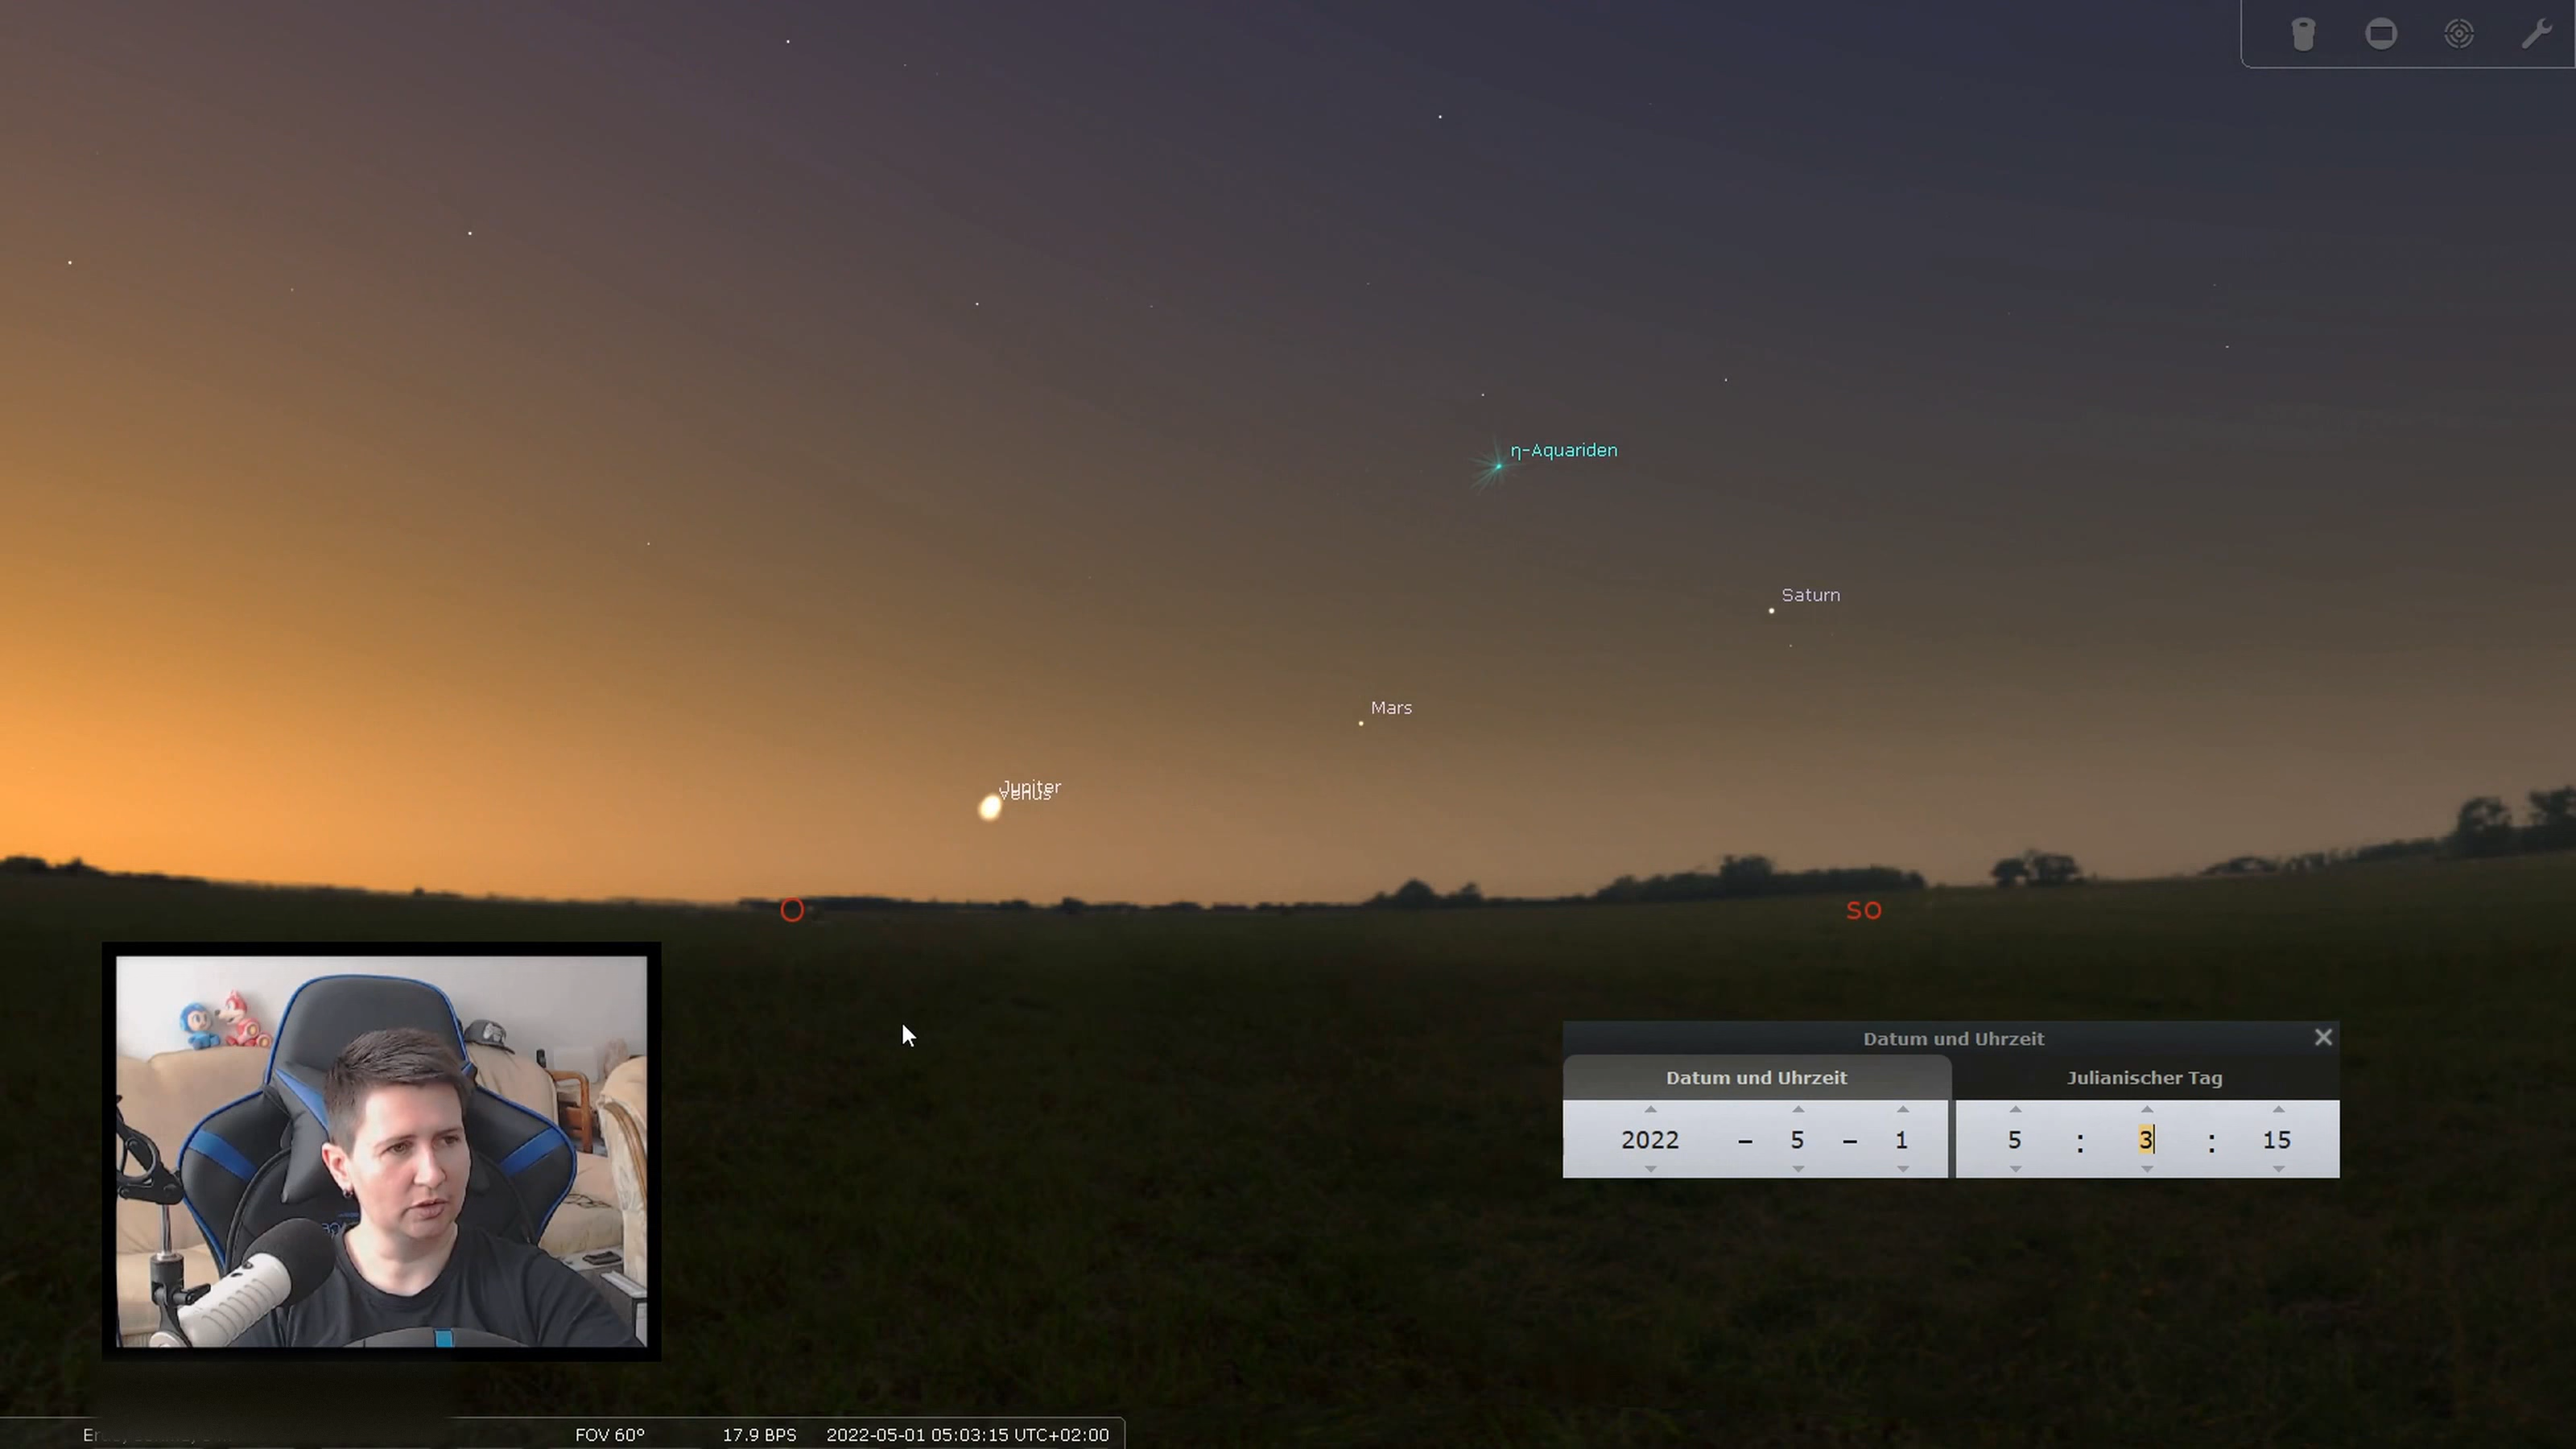 η-Aquariden
Saturn
Mars
Jupiter
Venus
O
SO
Datum und Uhrzeit
Datum und Uhrzeit Julianischer Tag
2022 - 5 - 1 5 : 3 : 15
FOV 60° 17.9 BPS 2022-05-01 05:03:15 UTC+02:00